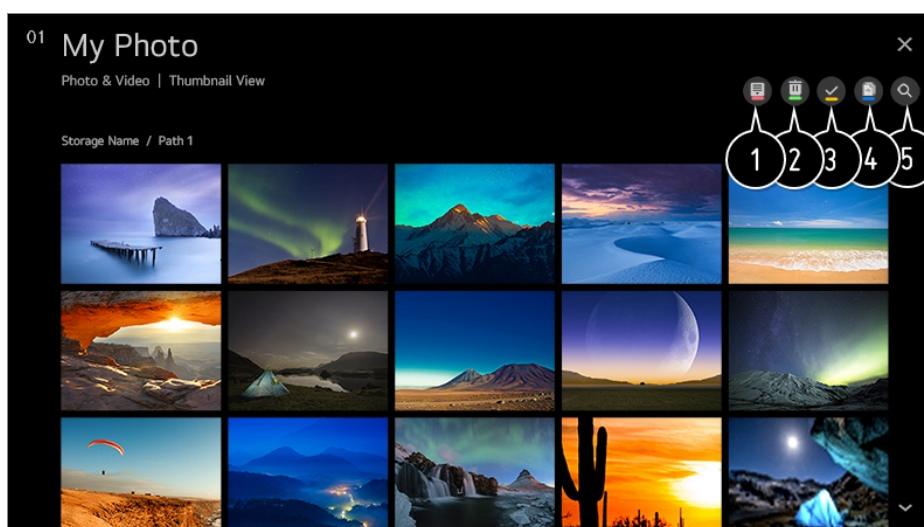 01
My Photo
Photo & Video | Thumbnail View
Storage Name / Path 1
1 2 3 4 5